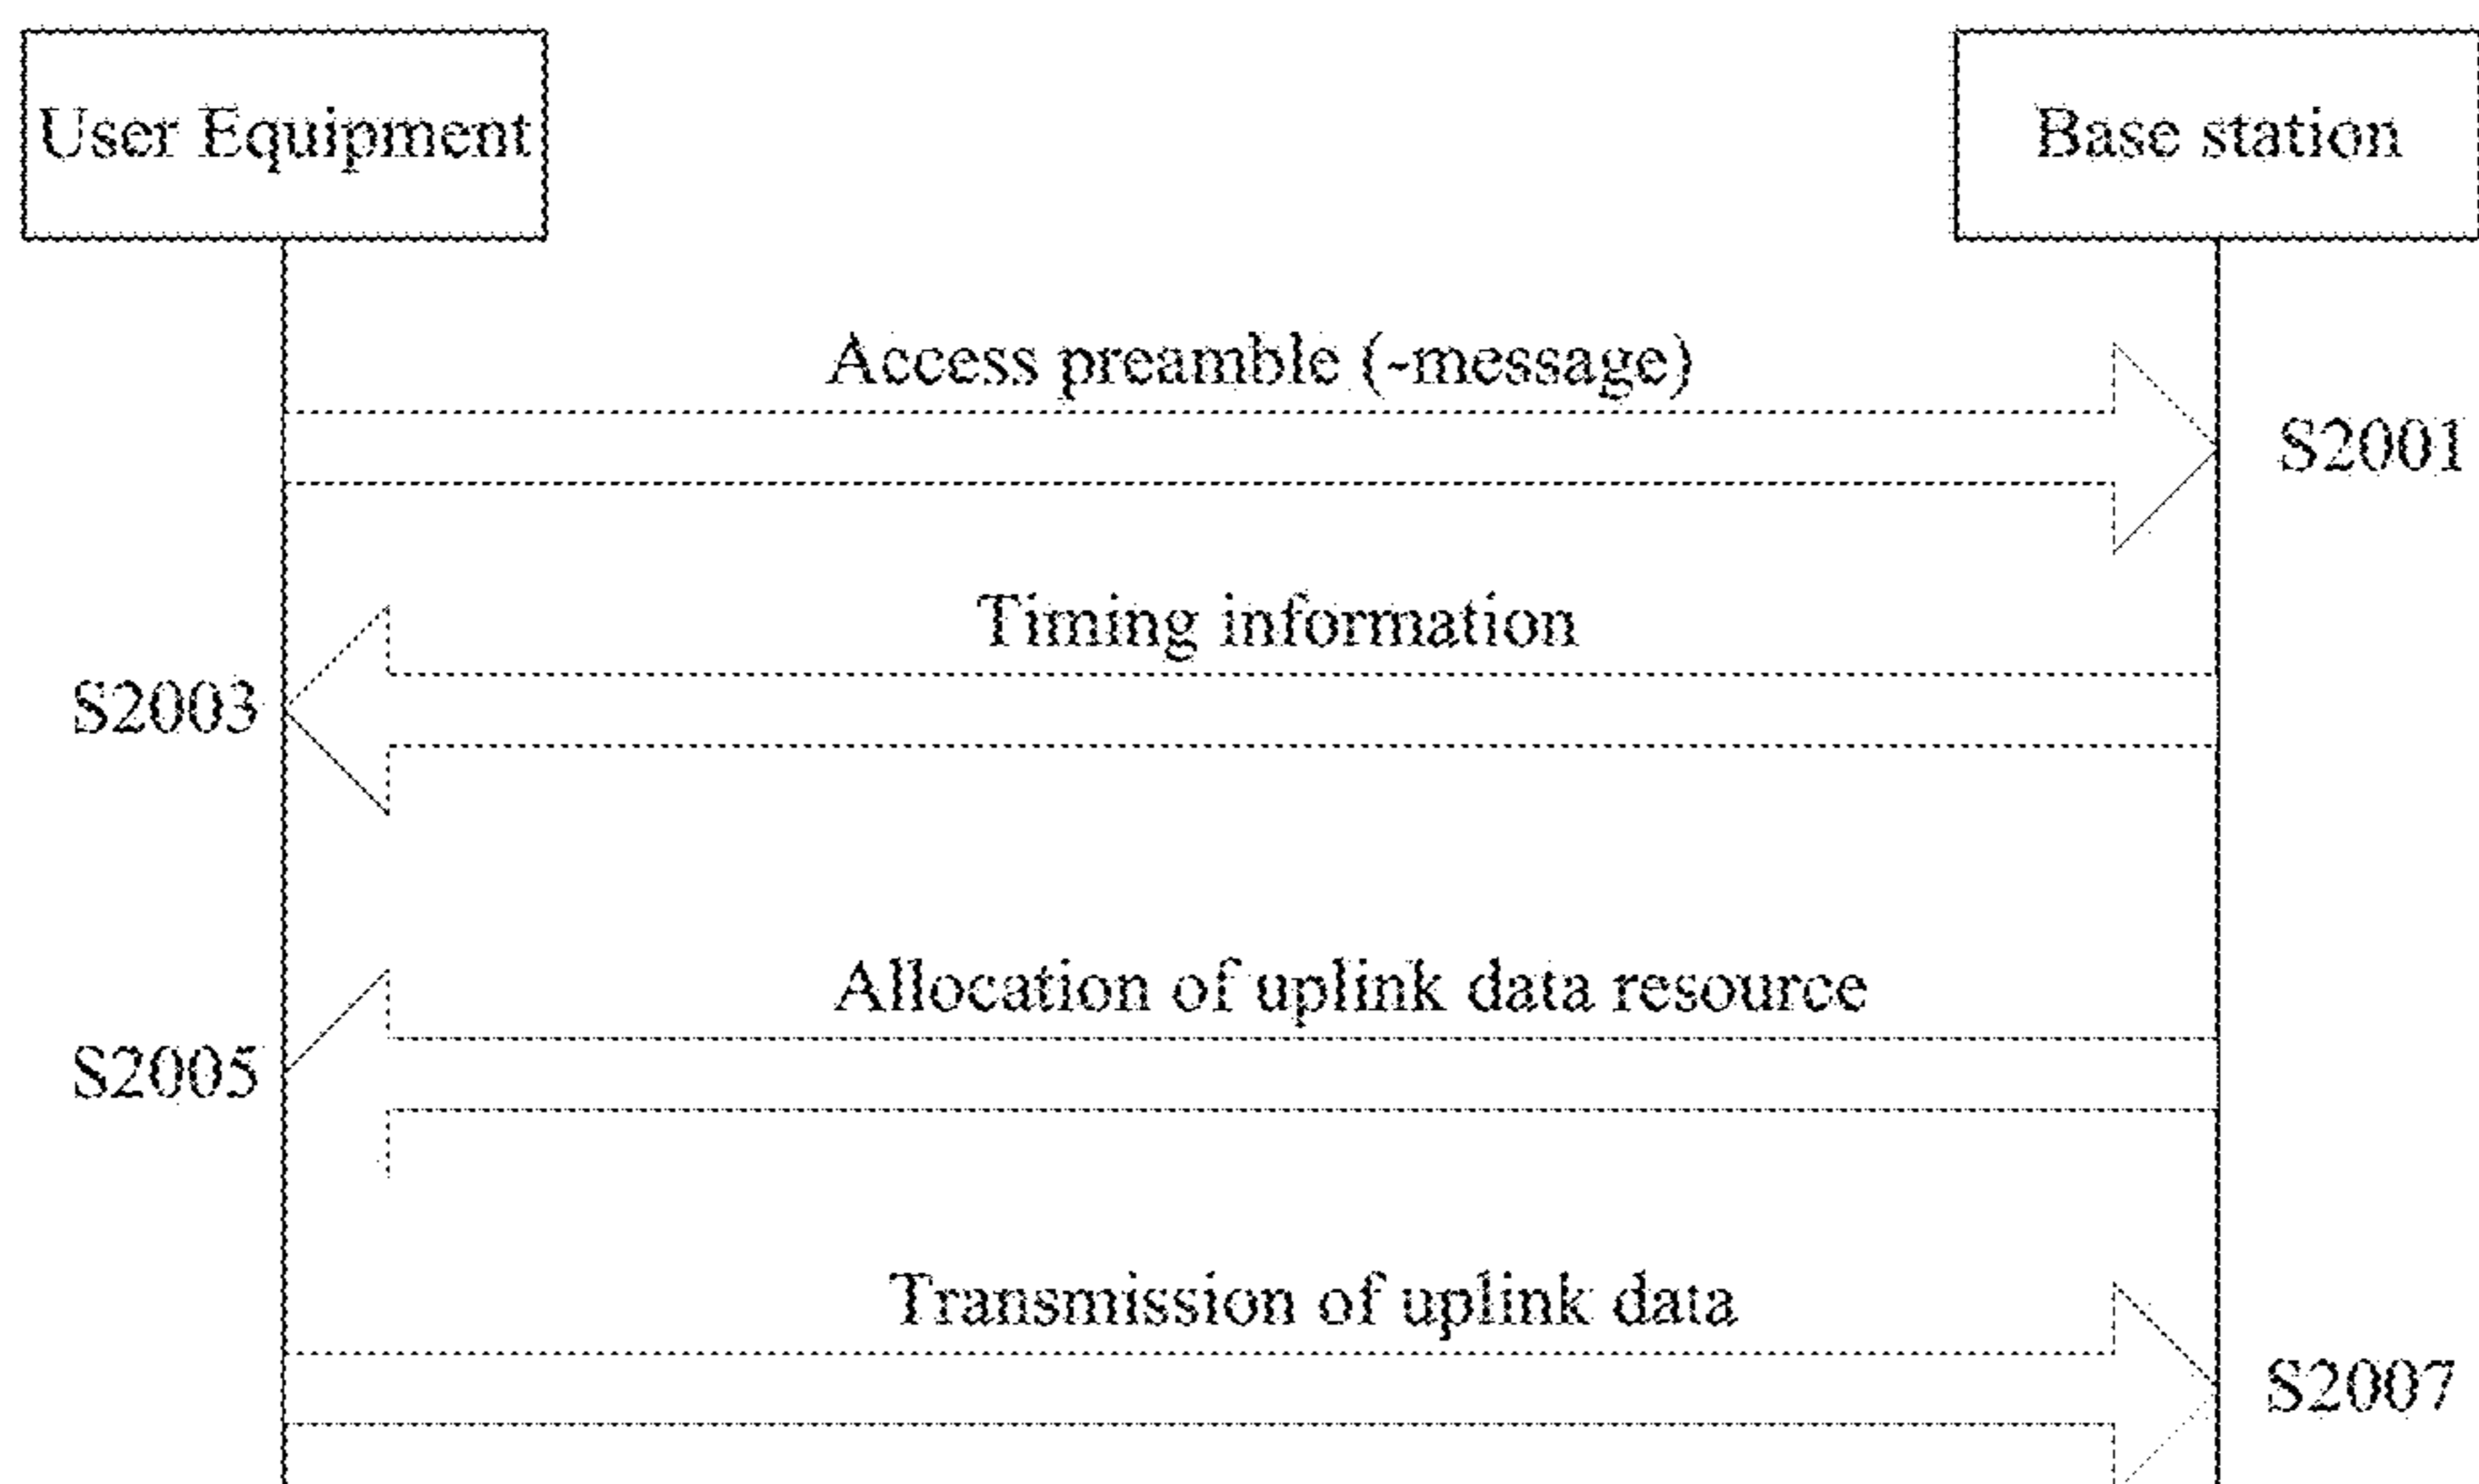 User Equipment
Base station
Access preamble (-message)
S2001
Timing information
S2003
Allocation of uplink data resource
S2005
Transmission of uplink data
S2007